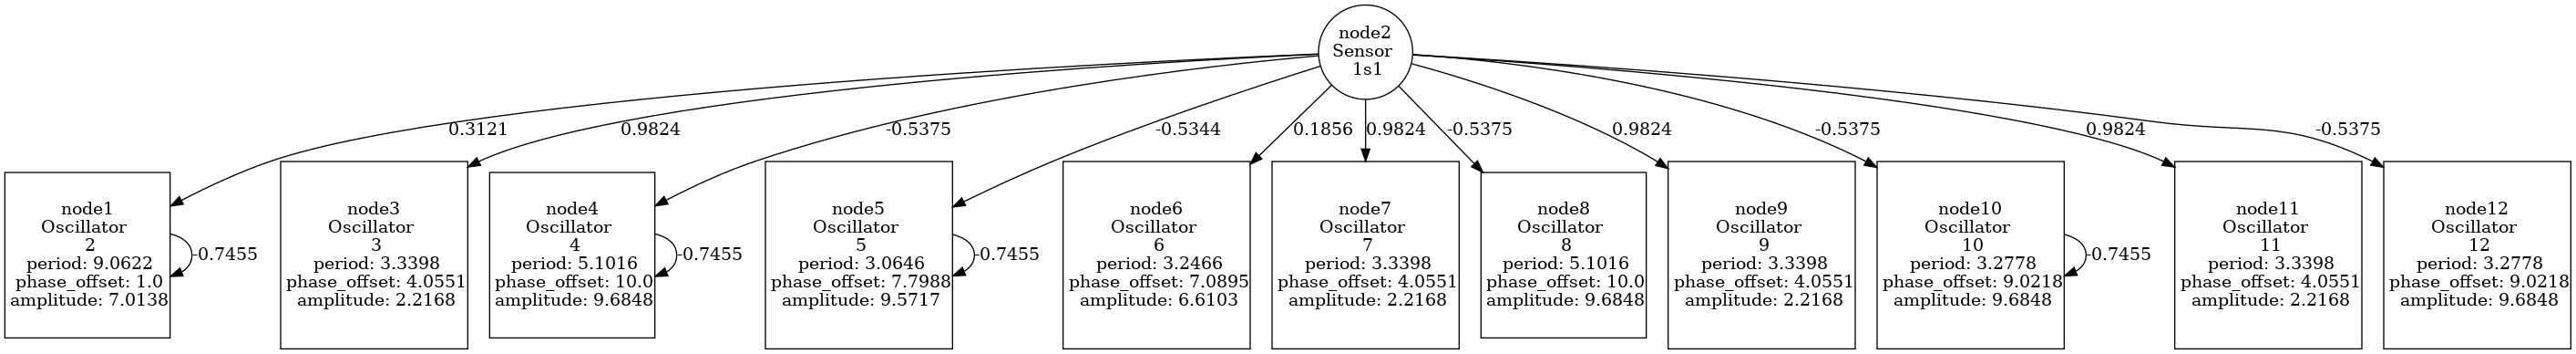 node2
Sensor
1s1
0.3121
0.9824
-0.5375
-0.5344
0.1856
0.9824
-0.5375
0.9824
-0.5375
0.9824
-0.5375
node1
Oscillator
2
period: 9.0622
phase_offset: 1.0
amplitude: 7.0138
-0.7455
node3
Oscillator
3
period: 3.3398
phase_offset: 4.0551
amplitude: 2.2168
node4
Oscillator
4
period: 5.1016
phase_offset: 10.0
amplitude: 9.6848
-0.7455
node5
Oscillator
5
period: 3.0646
phase_offset: 7.7988
amplitude: 9.5717
-0.7455
node6
Oscillator
6
period: 3.2466
phase_offset: 7.0895
amplitude: 6.6103
node7
Oscillator
7
period: 3.3398
phase_offset: 4.0551
amplitude: 2.2168
node8
Oscillator
8
period: 5.1016
phase_offset: 10.0
amplitude: 9.6848
node9
Oscillator
9
period: 3.3398
phase_offset: 4.0551
amplitude: 2.2168
node10
Oscillator
10
period: 3.2778
phase_offset: 9.0218
amplitude: 9.6848
-0.7455
node11
Oscillator
11
period: 3.3398
phase_offset: 4.0551
amplitude: 2.2168
node12
Oscillator
12
period: 3.2778
phase_offset: 9.0218
amplitude: 9.6848